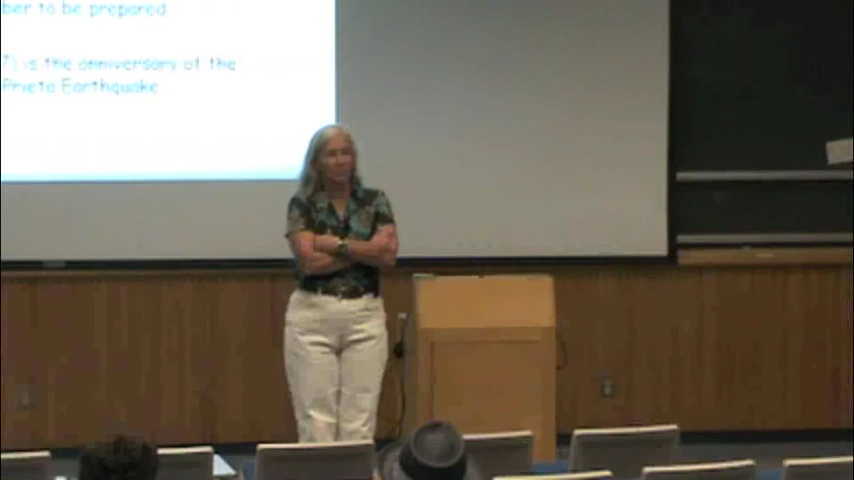 ber to be prepared
7) is the anniversary of the
Prieta Earthquake